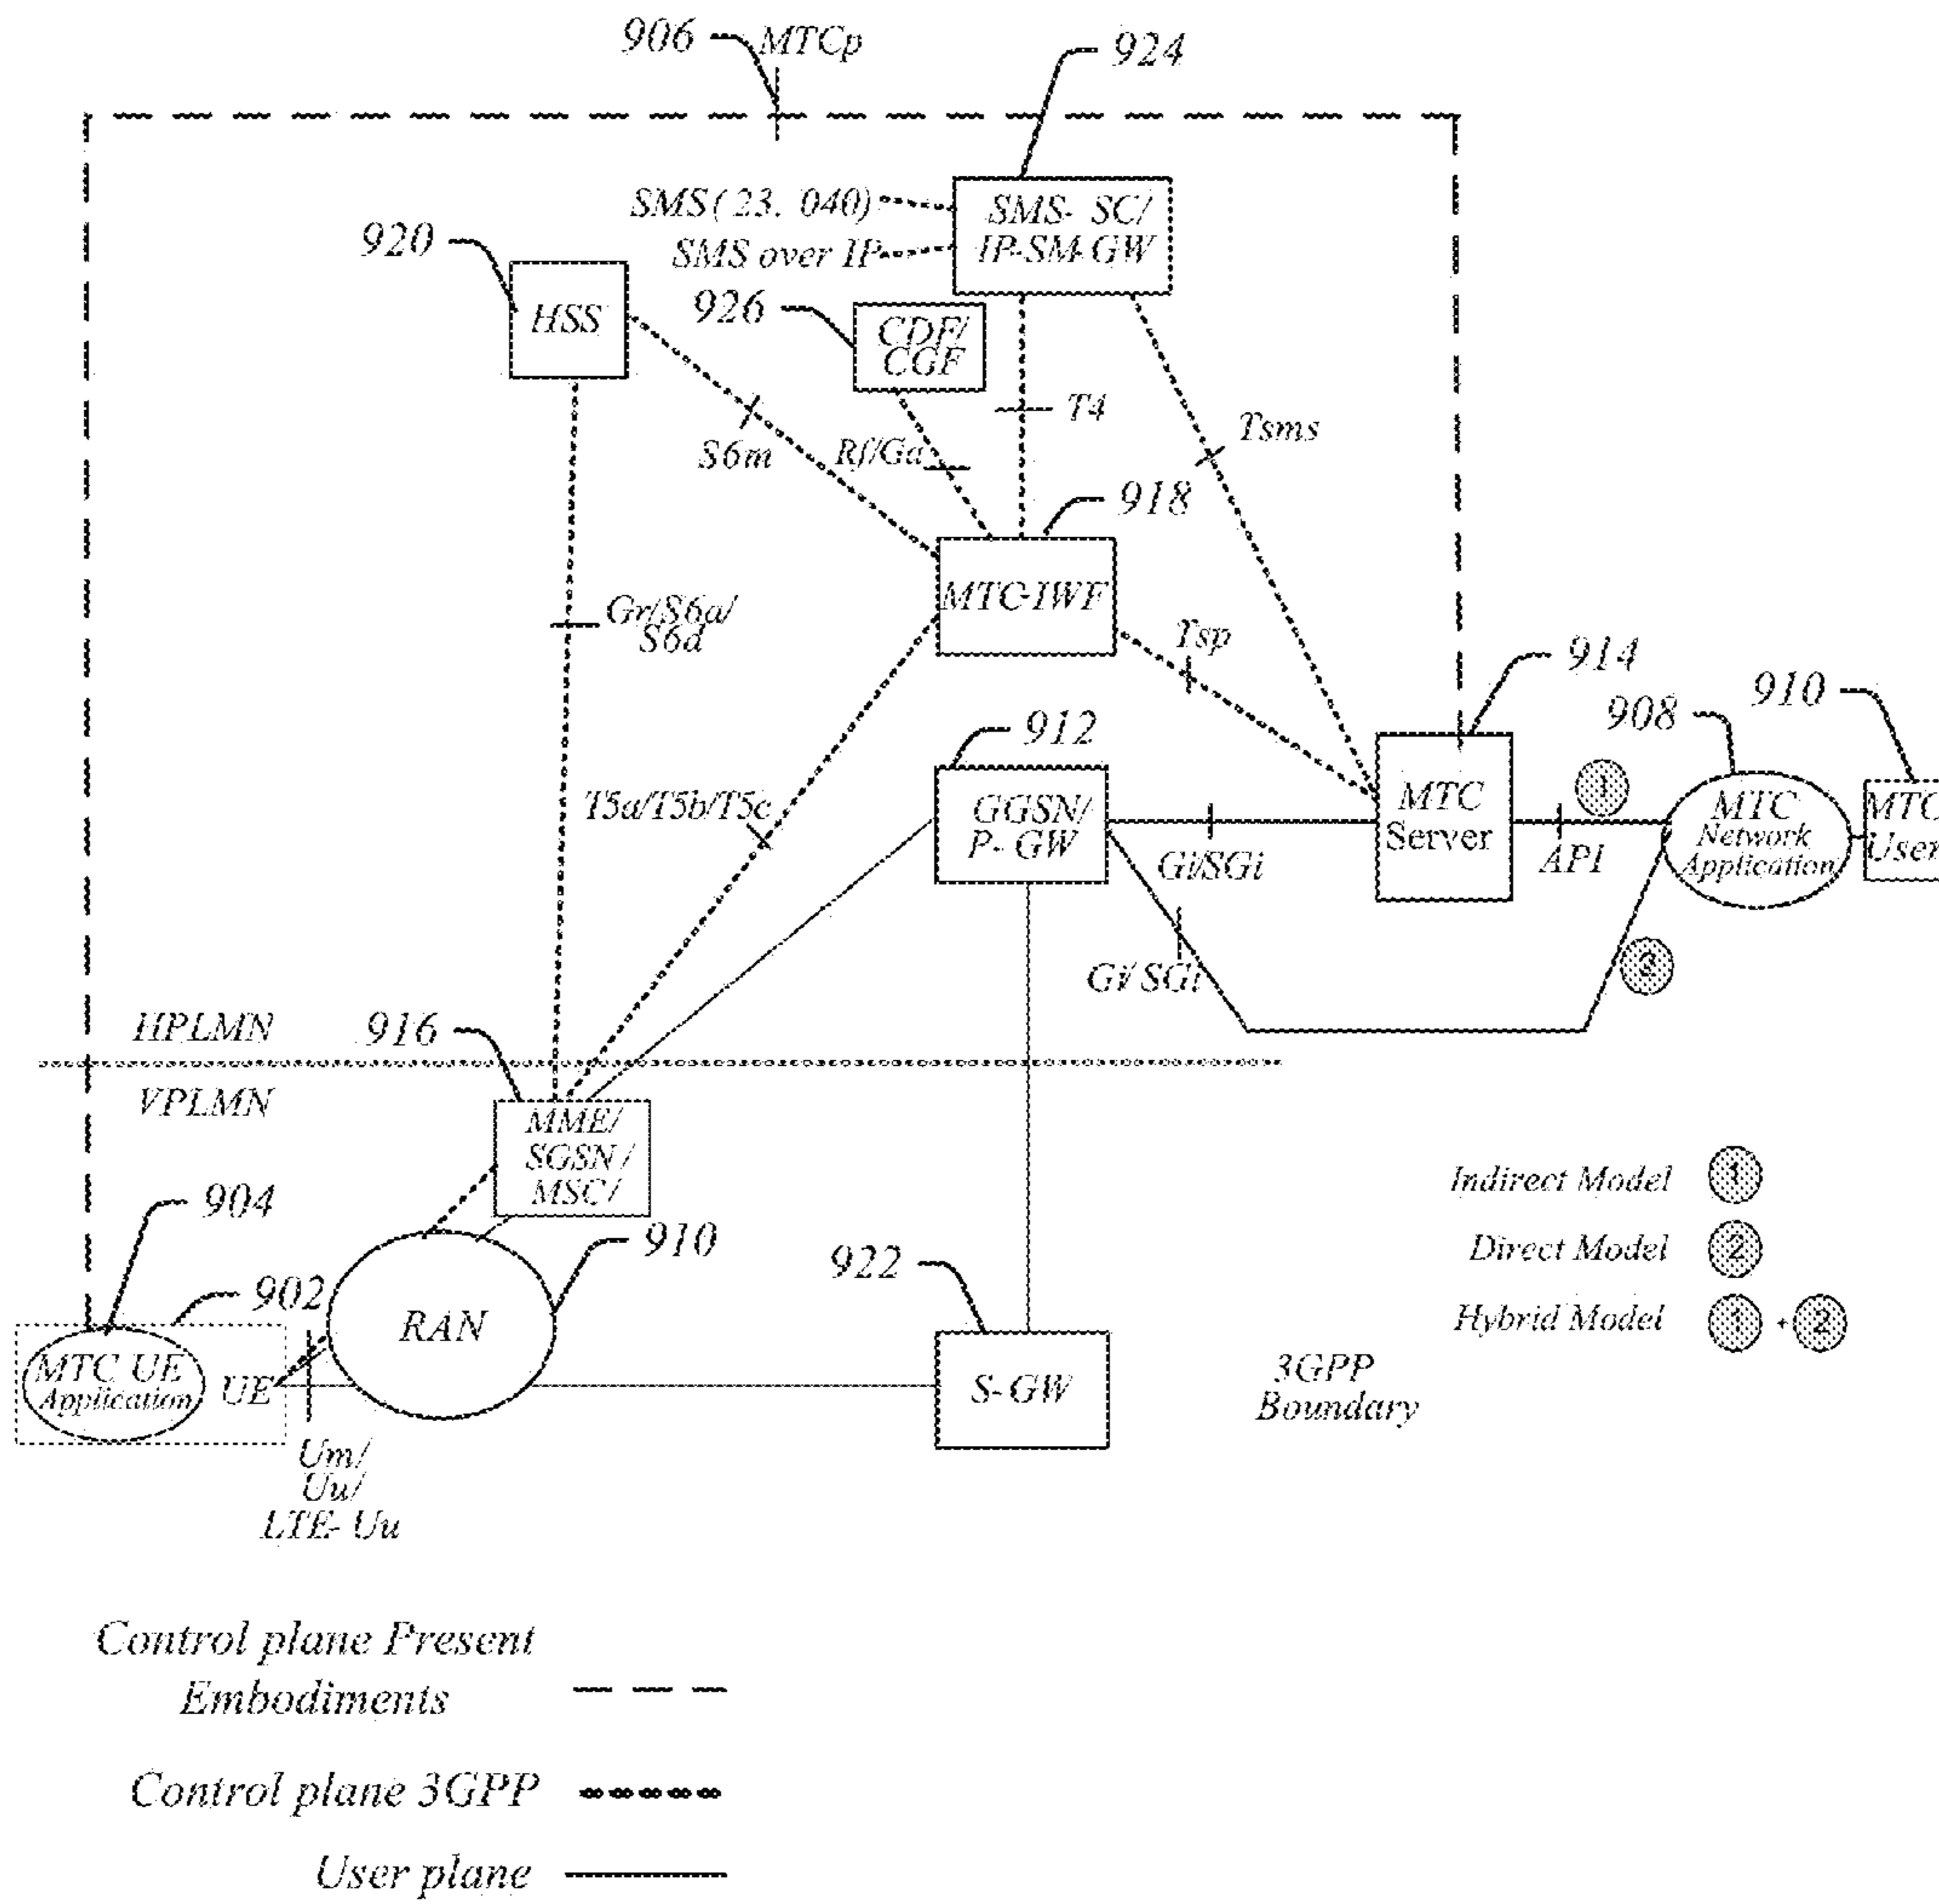 906
MTCp
924
SMS (23. 040)
SMS over IP
SMS- SC/
IP-SM-GW
920
HSS
926
CDF/
CGF
S6m
Rf/Ga
T4
Tsms
918
MTC-IWF
Gr/S6a/
S6d
Tsp
914
908
910
912
T5a/T5b/T5c
GGSN/
P- GW
Gi/SGi
MTC
Server
1
API
MTC
Network
Application
MTC
User
Gi/ SGi
HPLMN
916
VPLMN
MME/
SGSN /
MSC/
904
902
910
922
RAN
MTC UE
Application
UE
S- GW
Um/
Uu/
LTE- Uu
Indirect Model 1
Direct Model 2
Hybrid Model 1 + 2
3GPP
Boundary
Control plane Present
Embodiments
Control plane 3GPP
User plane